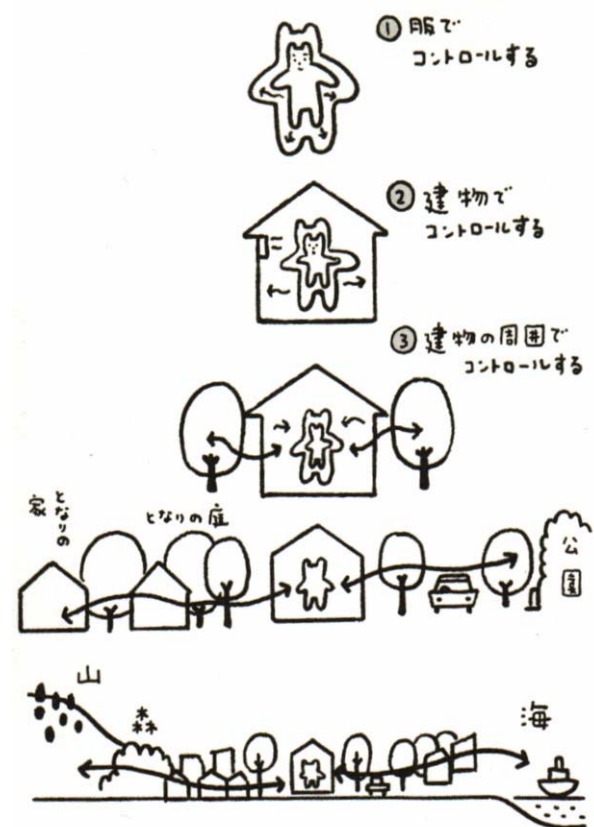 ① 服で
コントロールする
② 建物で
コントロールする
③ 建物の周囲で
コントロールする
となりの
家
となりの庭
公園
山
森
海